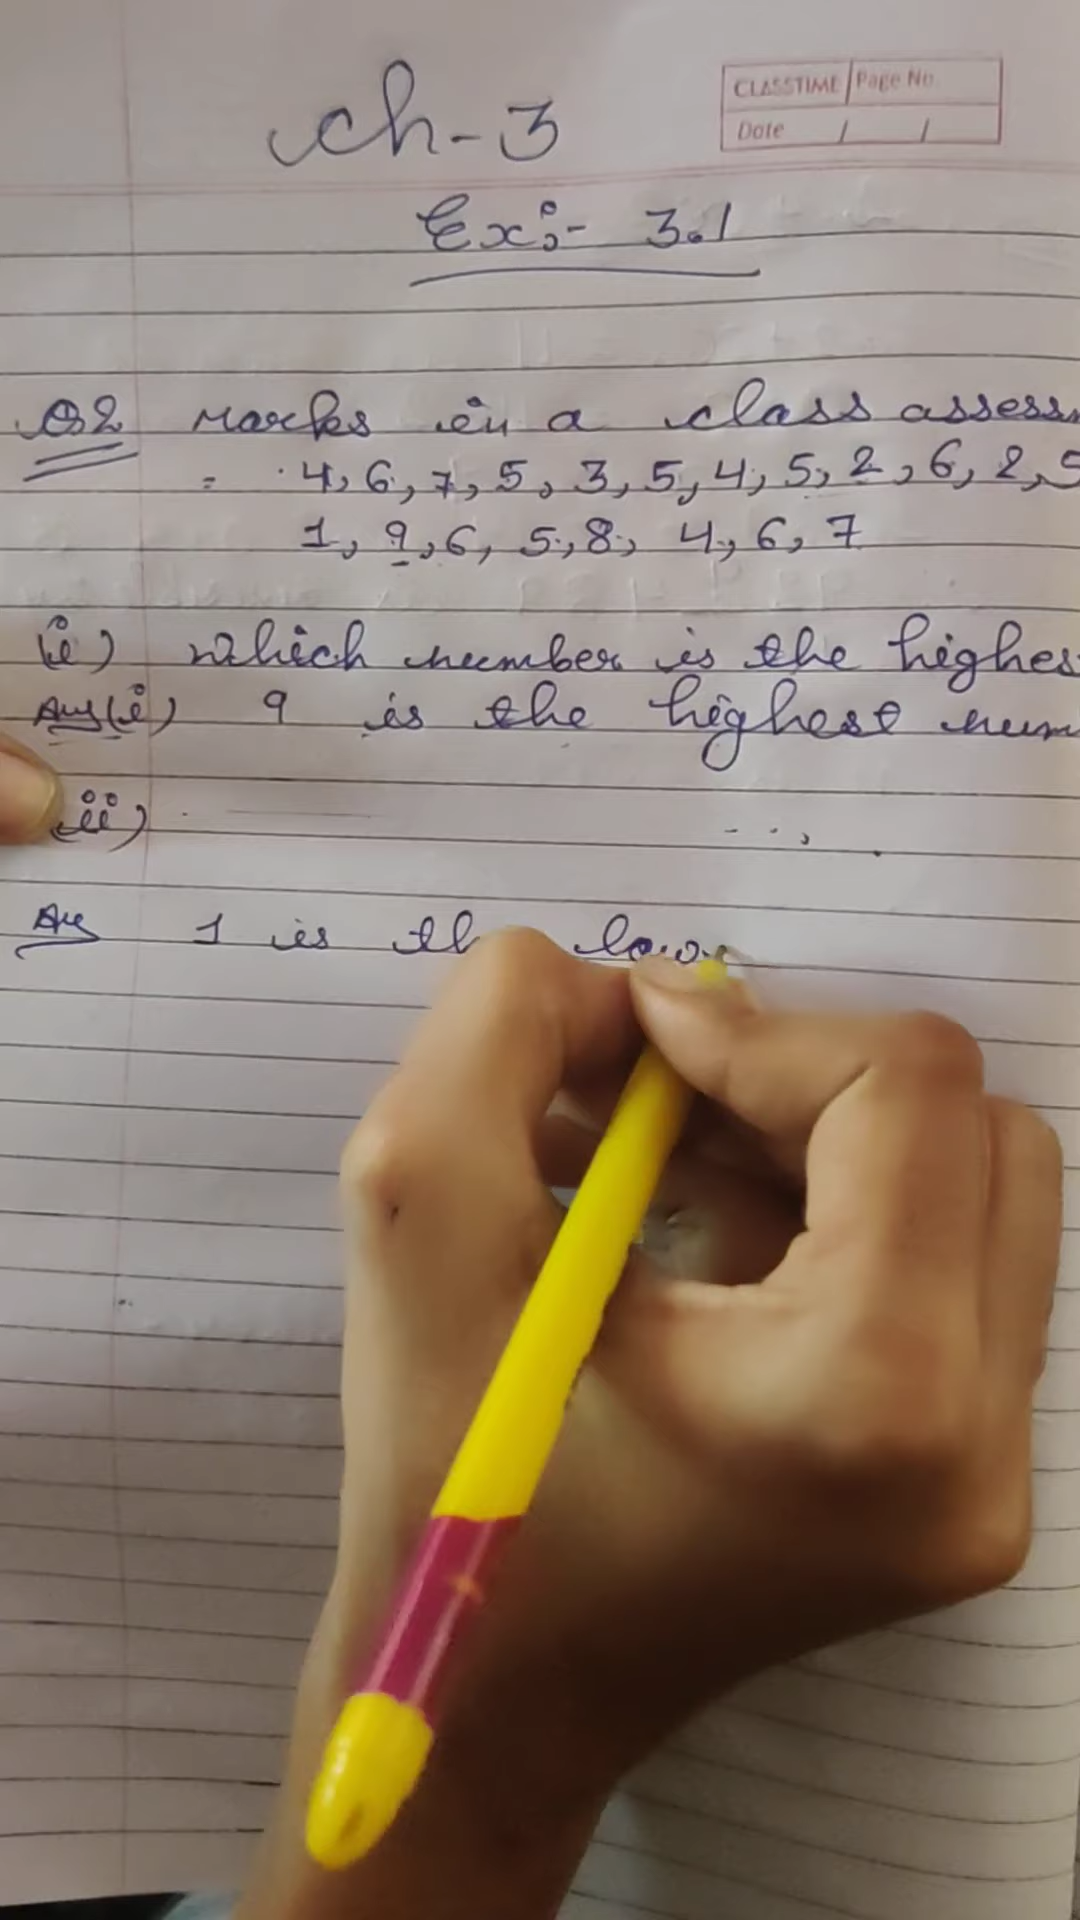 ch-3
CLASSTIME Page No.
Date / /
Ex:- 3.1
Q2 Marks in a class
= 4, 6, 7, 5, 3, 5, 4, 5, 2, 6, 2,
1, 9, 6, 5, 8, 4, 6, 7
(i) which number is the
Ans(i) 9 is the highest
ii)
Ans 1 is